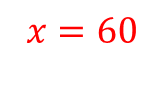 x = 60